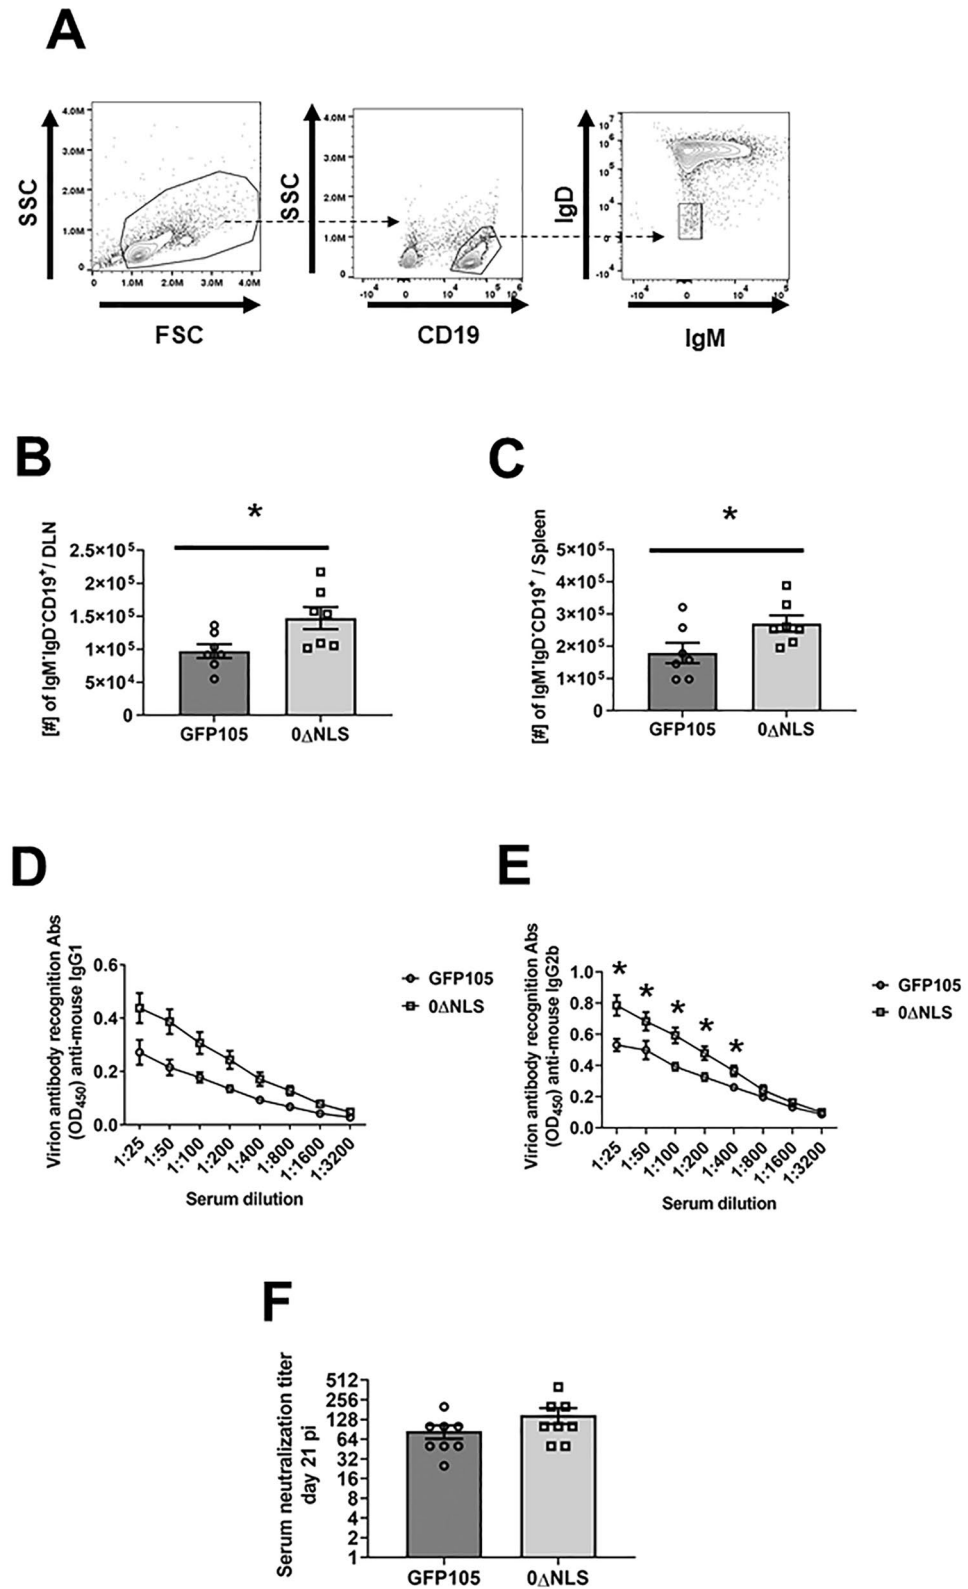 A
SSC
4.0M
3.0M
2.0M
1.0M
0
0 1.0M 2.0M 3.0M 4.0M
FSC
SSC
4.0M
3.0M
2.0M
1.0M
0
-10⁴ 0 10⁴ 10⁵ 10⁶
CD19
IgD
10⁷
10⁶
10⁵
10⁴
0
-10⁴
-10⁴ 0 10⁴ 10⁵
IgM
B
[#] of IgM⁻IgD⁻CD19⁺/ DLN
*
2.5×10⁵
2×10⁵
1.5×10⁵
1×10⁵
5×10⁴
0
GFP105 0ΔNLS
C
[#] of IgM⁻IgD⁻CD19⁺ / Spleen
*
5×10⁵
4×10⁵
3×10⁵
2×10⁵
1×10⁵
0
GFP105 0ΔNLS
D
Virion antibody recognition Abs
(OD₄₅₀) anti-mouse IgG1
0.6
0.4
0.2
0.0
1:25 1:50 1:100 1:200 1:400 1:800 1:1600 1:3200
Serum dilution
GFP105
0ΔNLS
E
Virion antibody recognition Abs
(OD₄₅₀) anti-mouse IgG2b
1.0
0.8
0.6
0.4
0.2
0.0
* * * * *
1:25 1:50 1:100 1:200 1:400 1:800 1:1600 1:3200
Serum dilution
GFP105
0ΔNLS
F
Serum neutralization titer
day 21 pi
512
256
128
64
32
16
8
4
2
1
GFP105 0ΔNLS